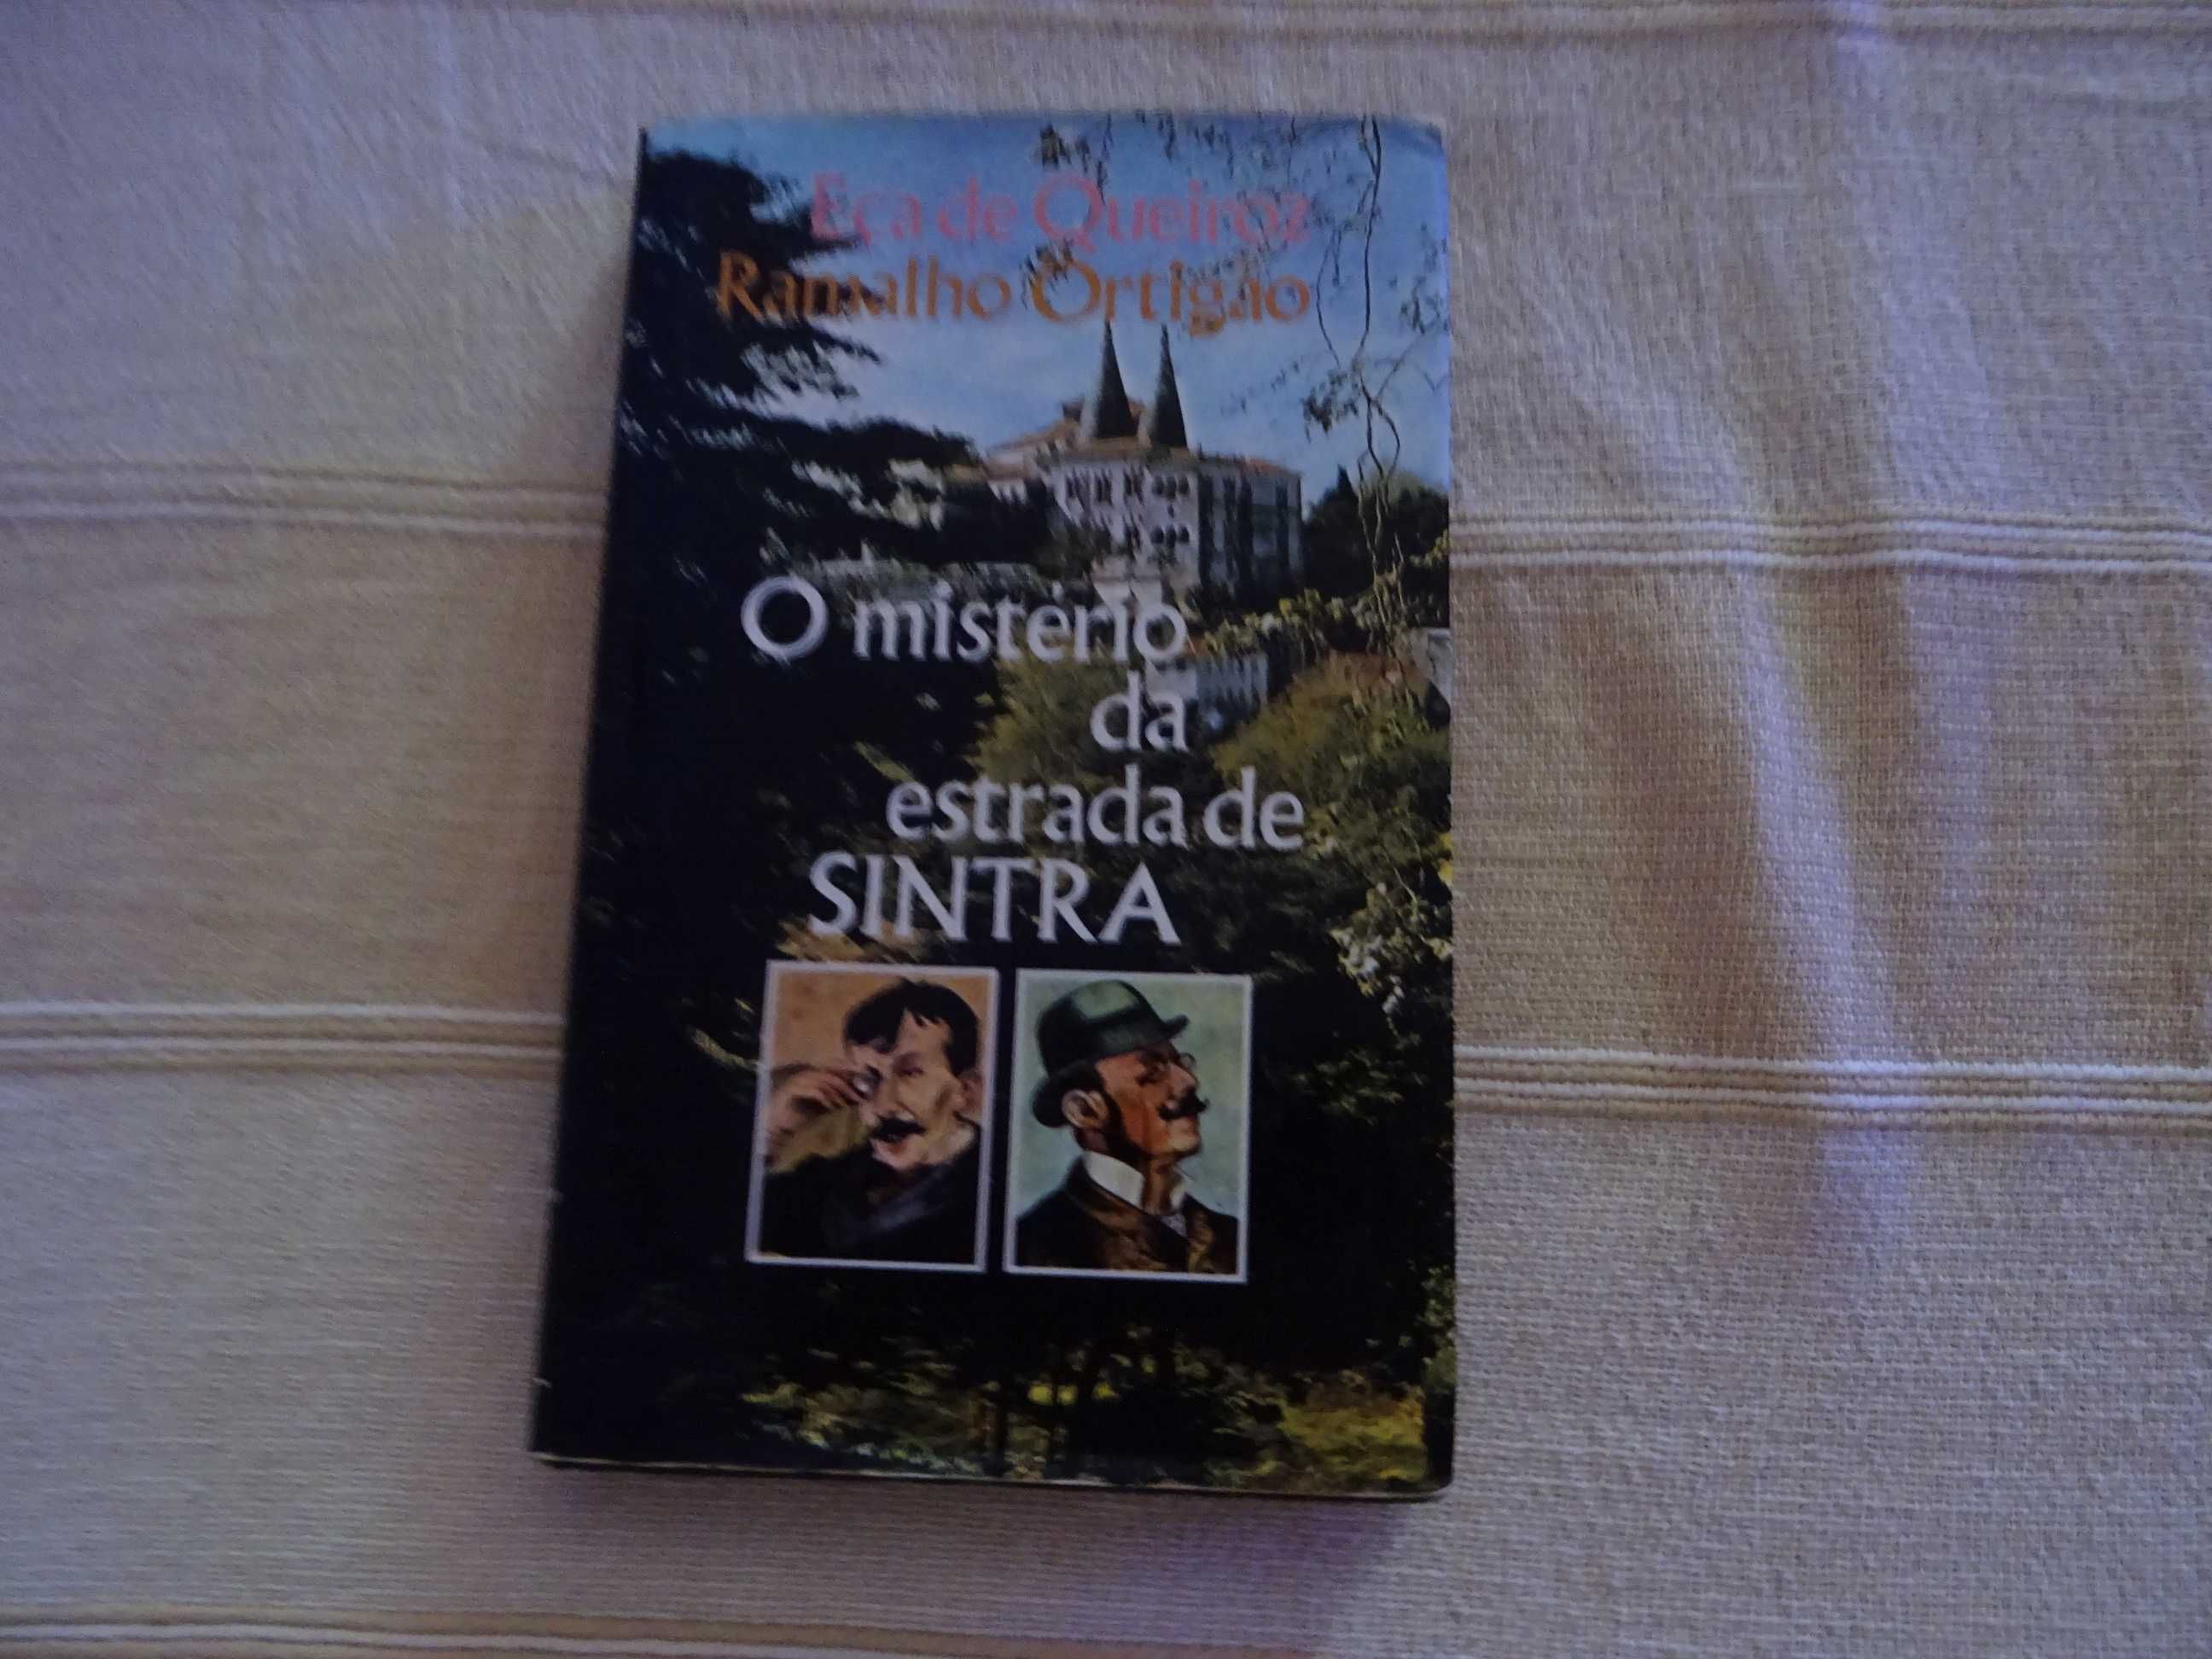 Eça de Queiroz
Ramalho Ortigão
O mistério
da
estrada de
SINTRA